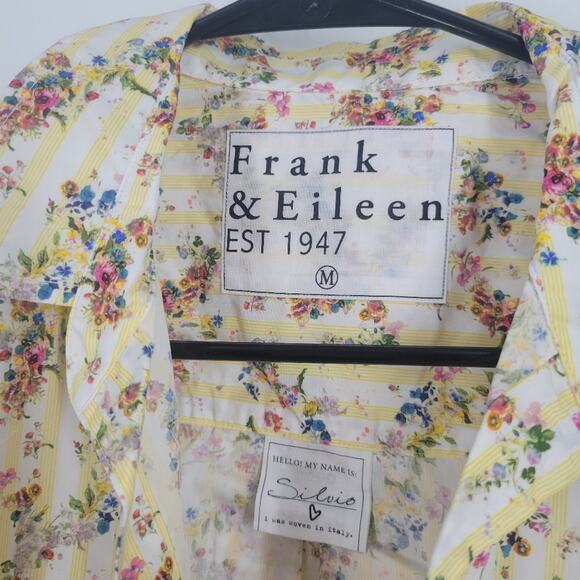 Frank
& Eileen
EST 1947
M
HELLO! MY NAME IS:
Silvio
i was woven in italy.